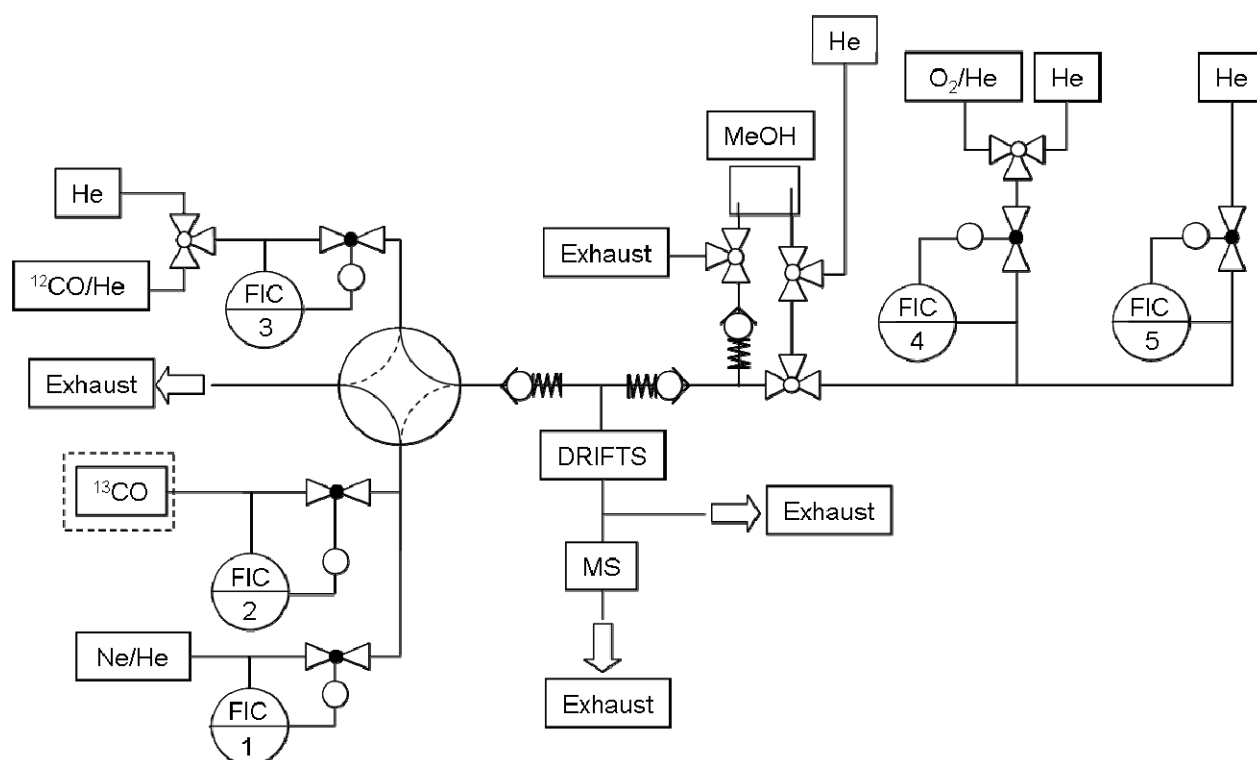 He
O₂/He
He
He
MeOH
He
Exhaust
¹²CO/He
FIC
3
FIC
4
FIC
5
Exhaust
DRIFTS
¹³CO
Exhaust
MS
FIC
2
Ne/He
Exhaust
FIC
1